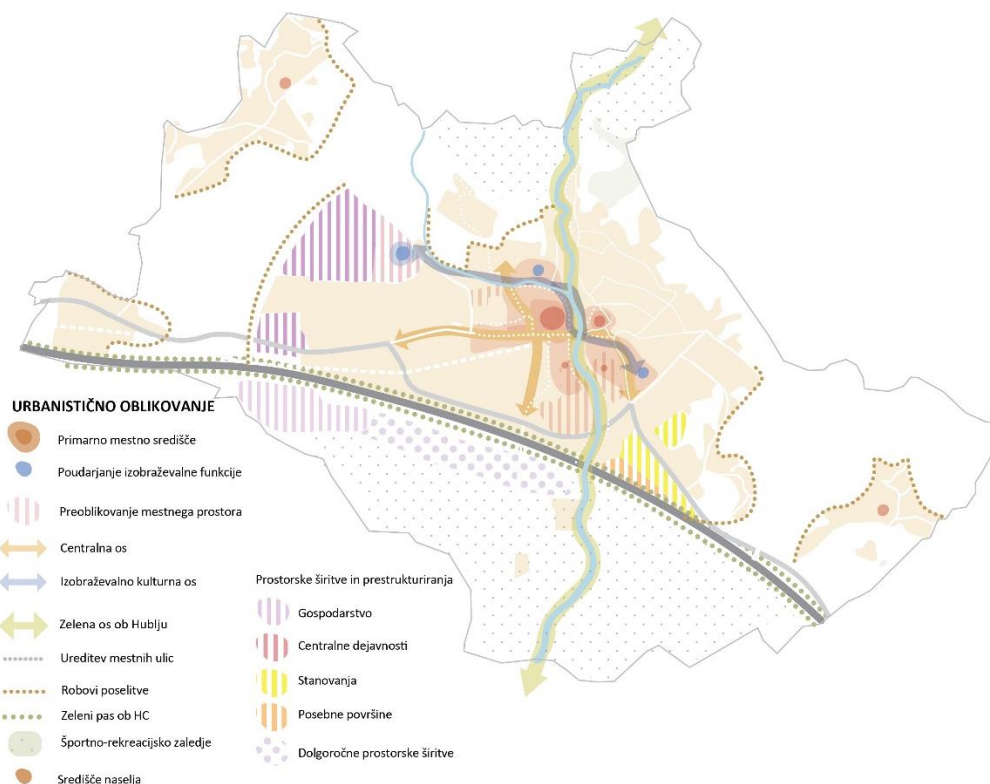 URBANISTIČNO OBLIKOVANJE
Primarno mestno središče
Poudarjanje izobraževalne funkcije
Preoblikovanje mestnega prostora
Centralna os
Izobraževalno kulturna os
Zelena os ob Hublju
Ureditev mestnih ulic
Robovi poselitve
Zeleni pas ob HC
Športno-rekreacijsko zaledje
Središče naselja
Prostorske širitve in prestrukturiranja
Gospodarstvo
Centralne dejavnosti
Stanovanja
Posebne površine
Dolgoročne prostorske širitve